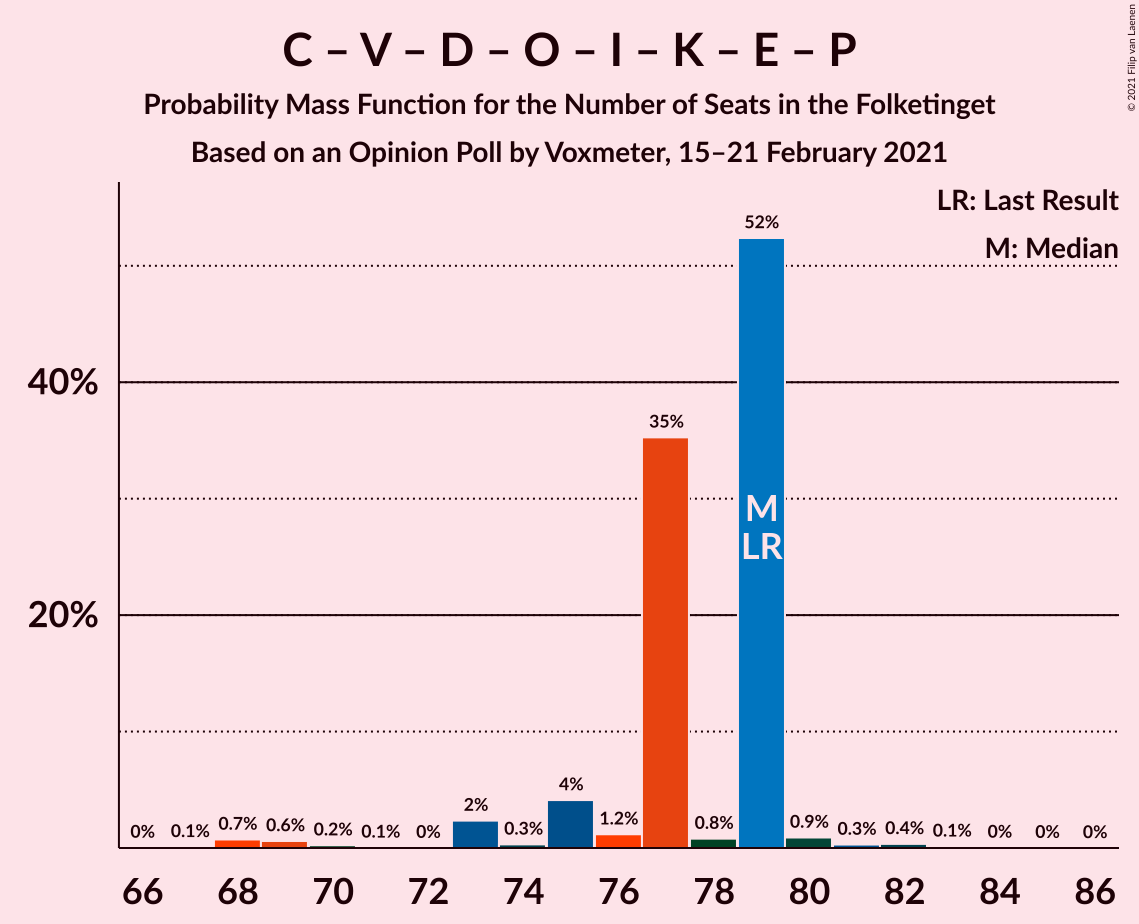 C – V – D – O – I – K – E – P
Probability Mass Function for the Number of Seats in the Folketinget
Based on an Opinion Poll by Voxmeter, 15–21 February 2021
© 2021 Filip van Laenen
LR: Last Result
M: Median
52%
40%
35%
M
LR
20%
0% 0.1% 0.7% 0.6% 0.2% 0.1% 0% 2% 0.3% 4% 1.2% 0.8% 0.9% 0.3% 0.4% 0.1% 0% 0% 0%
66 68 70 72 74 76 78 80 82 84 86